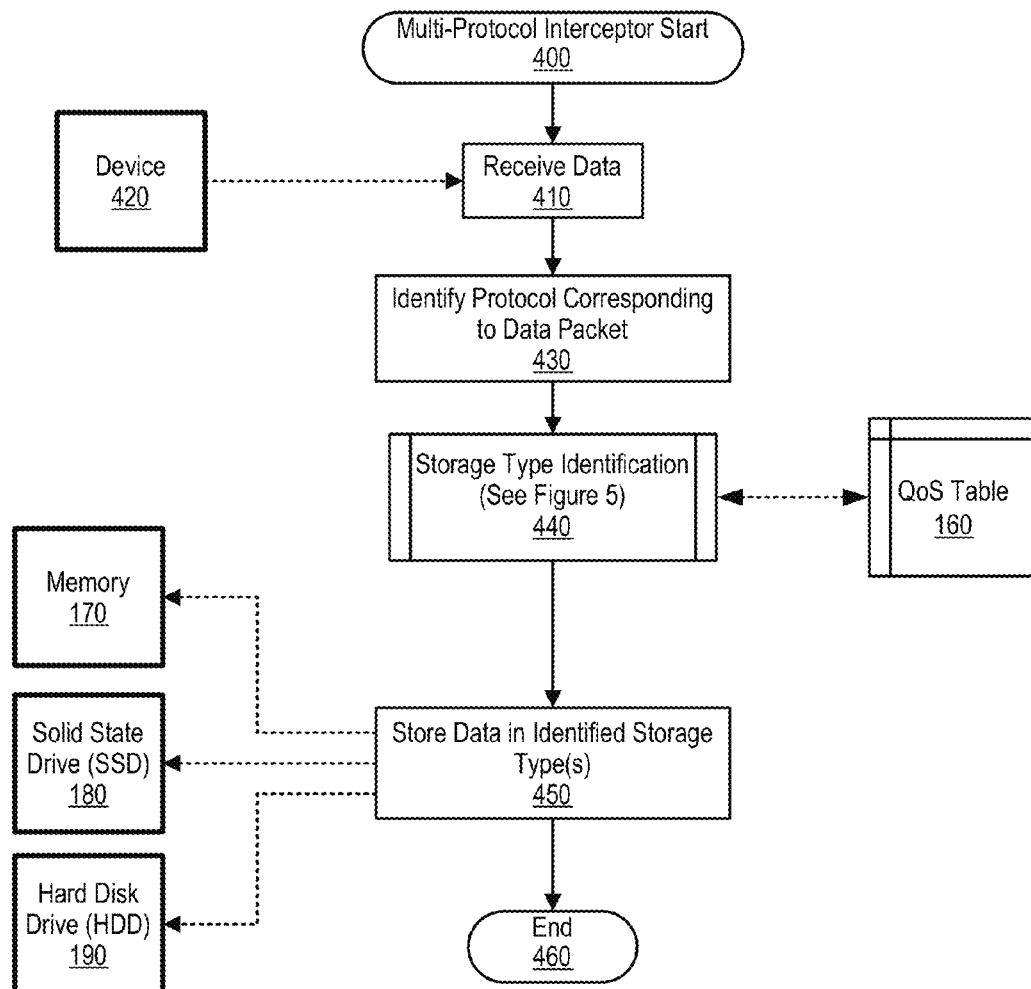 Multi-Protocol Interceptor Start
400
Device
420
Receive Data
410
Identify Protocol Corresponding
to Data Packet
430
Storage Type Identification
(See Figure 5)
440
QoS Table
160
Memory
170
Solid State
Drive (SSD)
180
Store Data in Identified Storage
Type(s)
450
Hard Disk
Drive (HDD)
190
End
460